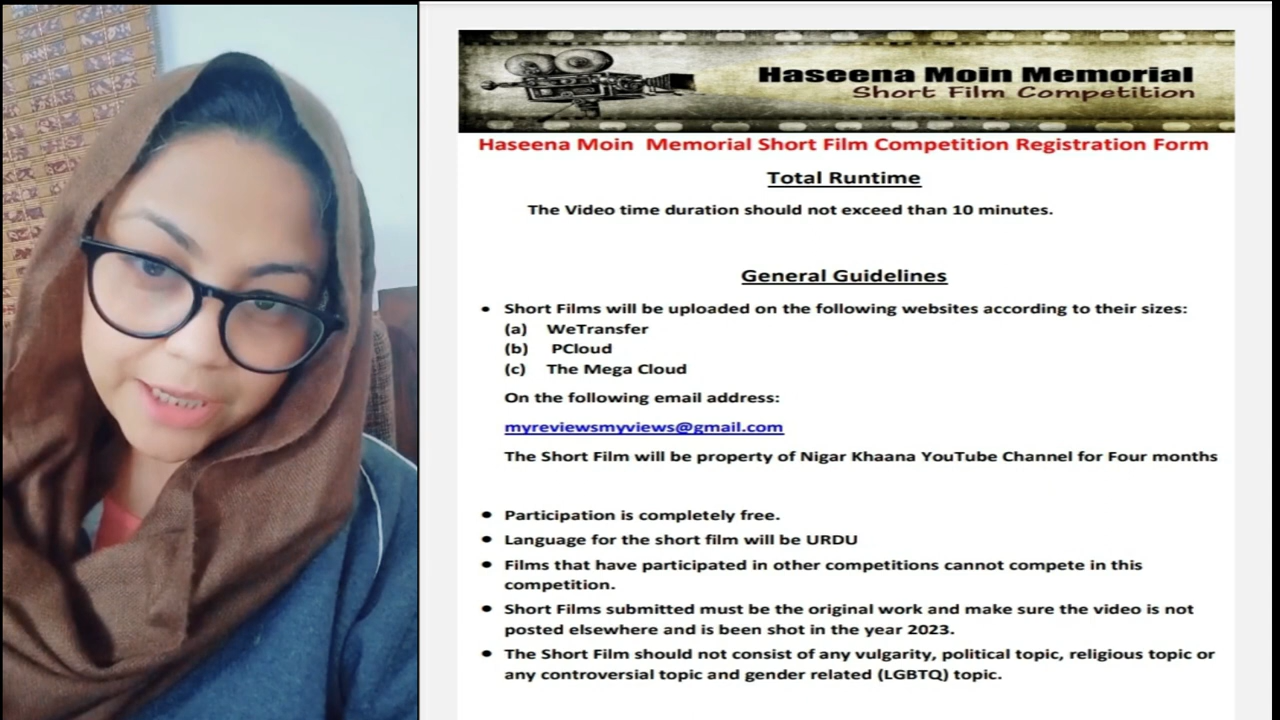 Haseena Moin Memorial
Short Film Competition
Haseena Moin Memorial Short Film Competition Registration Form
Total Runtime
The Video time duration should not exceed than 10 minutes.
General Guidelines
• Short Films will be uploaded on the following websites according to their sizes:
(a) WeTransfer
(b) PCloud
(c) The Mega Cloud
On the following email address:
myreviewsmyviews@gmail.com
The Short Film will be property of Nigar Khaana YouTube Channel for Four months
• Participation is completely free.
• Language for the short film will be URDU
• Films that have participated in other competitions cannot compete in this
competition.
• Short Films submitted must be the original work and make sure the video is not
posted elsewhere and is been shot in the year 2023.
• The Short Film should not consist of any vulgarity, political topic, religious topic or
any controversial topic and gender related (LGBTQ) topic.